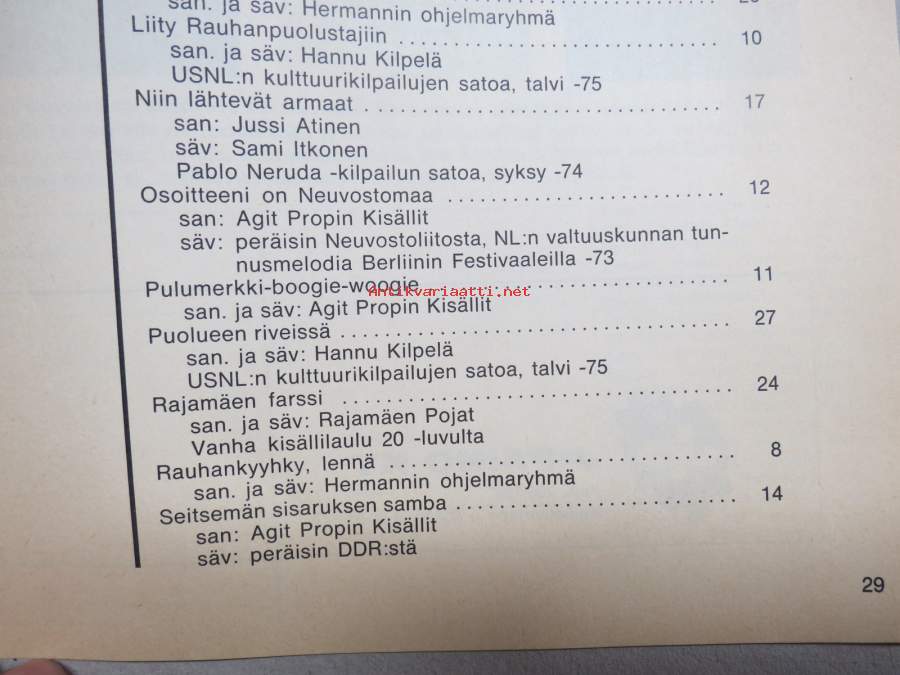 san. ja säv: Hermannin ohjelmaryhmä
Liity Rauhanpuolustajiin .................................. 10
san. ja säv: Hannu Kilpelä
USNL:n kulttuurikilpailujen satoa, talvi -75
Niin lähtevät armaat .................................. 17
san: Jussi Atinen
säv: Sami Itkonen
Pablo Neruda -kilpailun satoa, syksy -74
Osoitteeni on Neuvostomaa .......................... 12
san: Agit Propin Kisällit
säv: peräisin Neuvostoliitosta, NL:n valtuuskunnan tun-
nusmelodia Berliinin Festivaaleilla -73
Pulumerkki-boogie-woogie .......................... 11
Antikvariaatti.net
san. ja säv: Agit Propin Kisällit
Puolueen riveissä .................................... 27
san. ja säv: Hannu Kilpelä
USNL:n kulttuurikilpailujen satoa, talvi -75
Rajamäen farssi .................................... 24
san. ja säv: Rajamäen Pojat
Vanha kisällilaulu 20 -luvulta
Rauhankyyhky, lennä ................................ 8
san. ja säv: Hermannin ohjelmaryhmä
Seitsemän sisaruksen samba .......................... 14
san: Agit Propin Kisällit
säv: peräisin DDR:stä
29